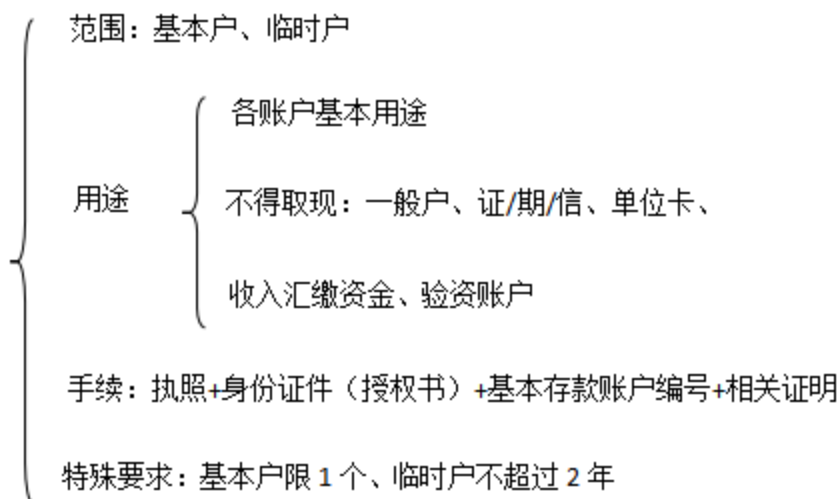 范围：基本户、临时户
各账户基本用途
用途
不得取现：一般户、证/期/信、单位卡、
收入汇缴资金、验资账户
手续：执照+身份证件（授权书）+基本存款账户编号+相关证明
特殊要求：基本户限 1 个、临时户不超过 2 年